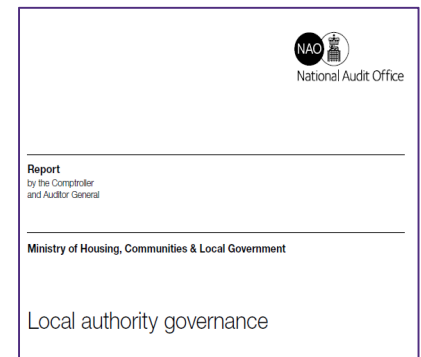 NAO
National Audit Office
Report
by the Comptroller
and Auditor General
Ministry of Housing, Communities & Local Government
Local authority governance